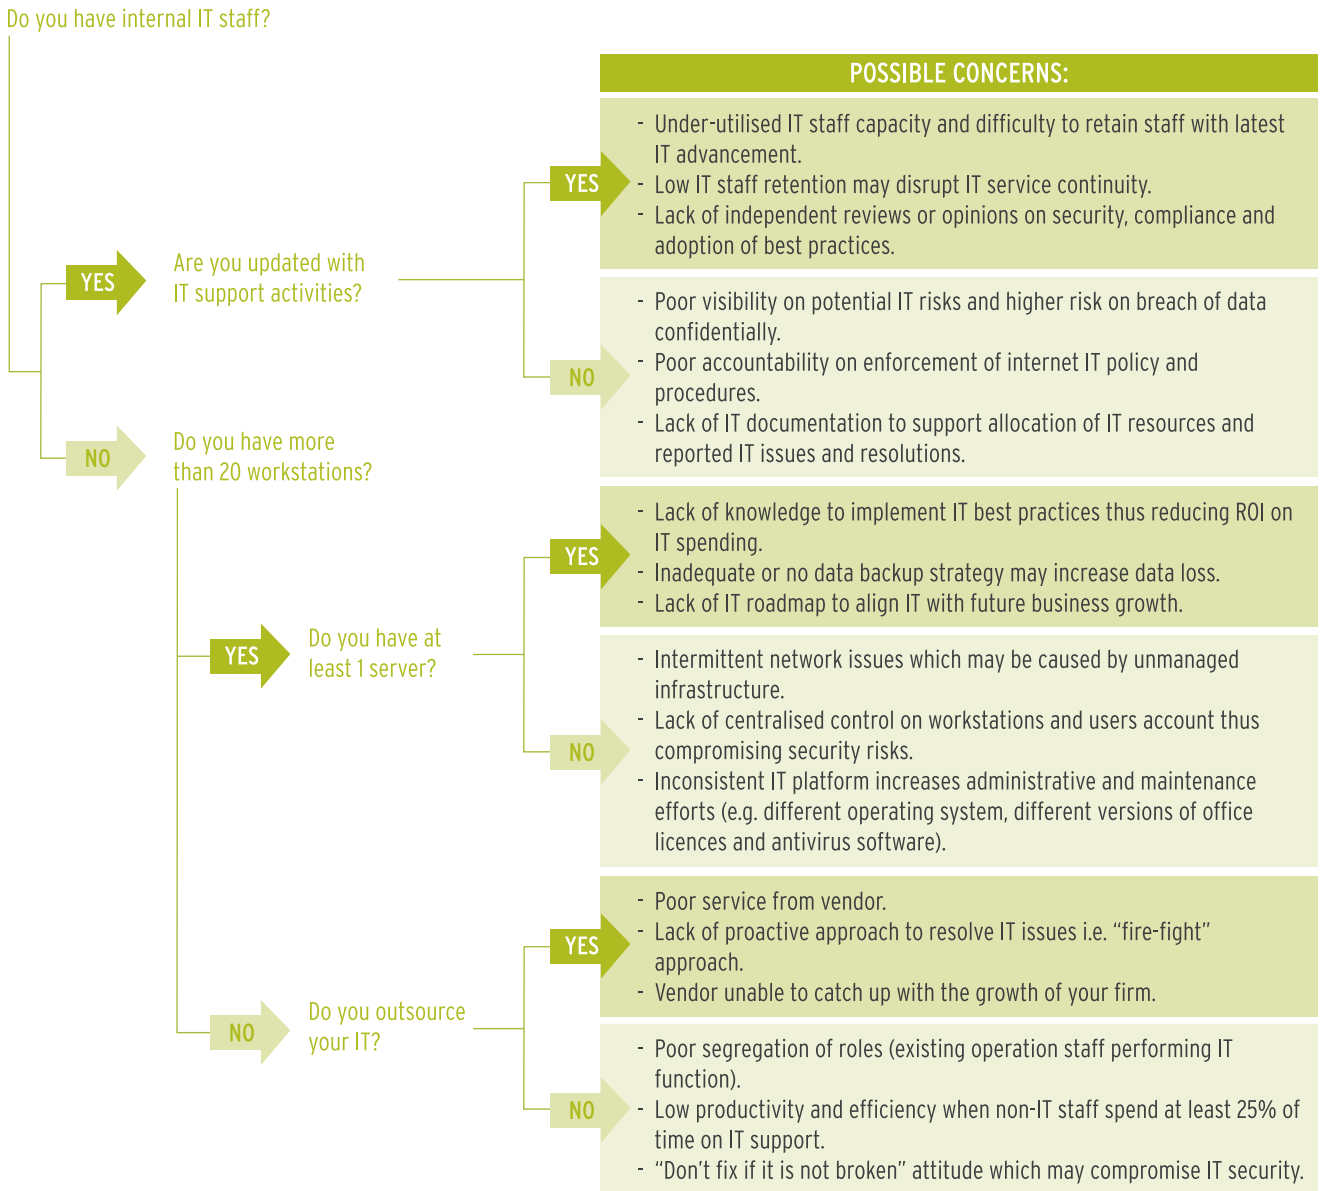 Do you have internal IT staff?
POSSIBLE CONCERNS:
- Under-utilised IT staff capacity and difficulty to retain staff with latest
IT advancement.
- Low IT staff retention may disrupt IT service continuity.
- Lack of independent reviews or opinions on security, compliance and
adoption of best practices.
YES
YES
Are you updated with
IT support activities?
- Poor visibility on potential IT risks and higher risk on breach of data
confidentially.
- Poor accountability on enforcement of internet IT policy and
procedures.
- Lack of IT documentation to support allocation of IT resources and
reported IT issues and resolutions.
NO
NO
Do you have more
than 20 workstations?
- Lack of knowledge to implement IT best practices thus reducing ROI on
IT spending.
- Inadequate or no data backup strategy may increase data loss.
- Lack of IT roadmap to align IT with future business growth.
YES
YES
Do you have at
least 1 server?
- Intermittent network issues which may be caused by unmanaged
infrastructure.
- Lack of centralised control on workstations and users account thus
compromising security risks.
- Inconsistent IT platform increases administrative and maintenance
efforts (e.g. different operating system, different versions of office
licences and antivirus software).
NO
- Poor service from vendor.
- Lack of proactive approach to resolve IT issues i.e. “fire-fight”
approach.
- Vendor unable to catch up with the growth of your firm.
YES
NO
Do you outsource
your IT?
- Poor segregation of roles (existing operation staff performing IT
function).
- Low productivity and efficiency when non-IT staff spend at least 25% of
time on IT support.
- “Don't fix if it is not broken” attitude which may compromise IT security.
NO